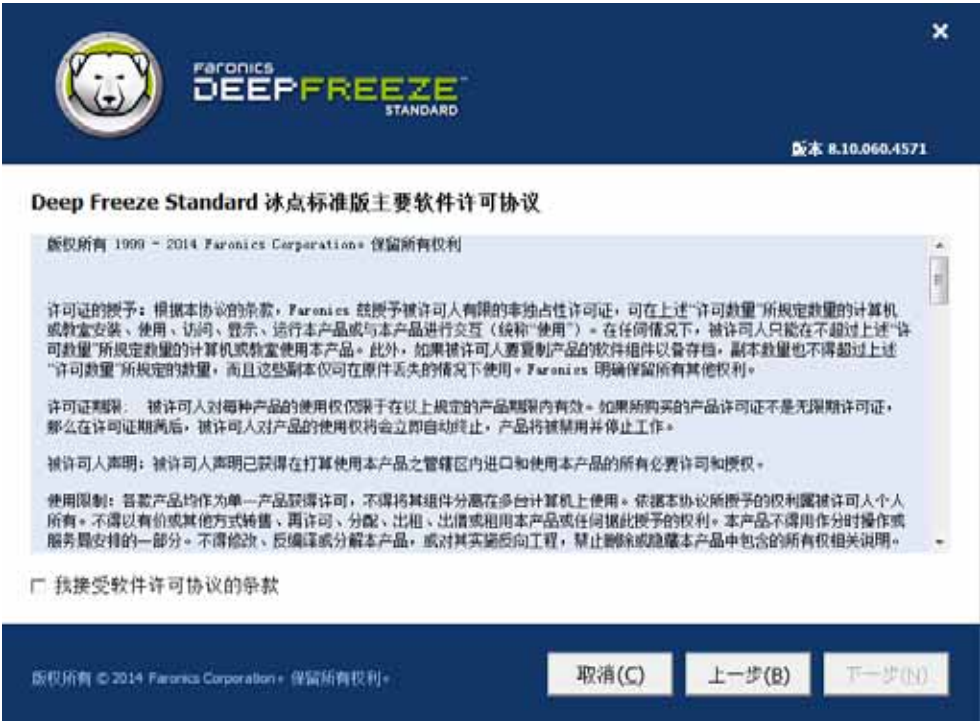 Faronics
DEEPFREEZE™
STANDARD
版本 8.10.060.4571
Deep Freeze Standard 冰点标准版主要软件许可协议
版权所有 1999 - 2014 Faronics Corporation。保留所有权利
许可证的授予：根据本协议的条款，Faronics 兹授予被许可人有限的非独占性许可证，可在上述“许可数量”所规定数量的计算机
或教室安装、使用、访问、显示、运行本产品或与本产品进行交互（统称“使用”）。在任何情况下，被许可人只能在不超过上述“许
可数量”所规定数量的计算机或教室使用本产品。此外，如果被许可人要复制产品的软件组件以备存档，副本数量也不得超过上述
“许可数量”所规定的数量，而且这些副本仅可在原件丢失的情况下使用。Faronics 明确保留所有其他权利。
许可证期限： 被许可人对每种产品的使用权仅限于在以上规定的产品期限内有效。如果所购买的产品许可证不是无限期许可证，
那么在许可证期满后，被许可人对产品的使用权将会立即自动终止，产品将被禁用并停止工作。
被许可人声明：被许可人声明已获得在打算使用本产品之管辖区内进口和使用本产品的所有必要许可和授权。
使用限制：各款产品均作为单一产品获得许可，不得将其组件分离在多台计算机上使用。依据本协议所授予的权利属被许可人个人
所有。不得以有价或其他方式转售、再许可、分配、出租、出借或租用本产品或任何据此授予的权利。本产品不得用作分时操作或
服务局安排的一部分。不得修改、反编译或分解本产品，或对其实施反向工程，禁止删除或隐藏本产品中包含的所有权相关说明。
我接受软件许可协议的条款
版权所有 © 2014 Faronics Corporation。保留所有权利。
取消(C)
上一步(B)
下一步(N)